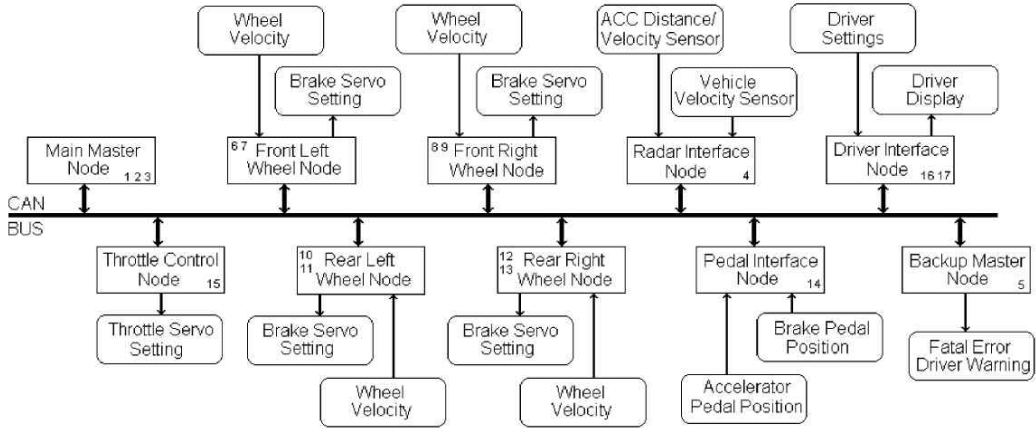 Wheel
Velocity
Wheel
Velocity
ACC Distance/
Velocity Sensor
Driver
Settings
Brake Servo
Setting
Brake Servo
Setting
Vehicle
Velocity Sensor
Driver
Display
Main Master
Node
1 2 3
6 7 Front Left
Wheel Node
8 9 Front Right
Wheel Node
Radar Interface
Node
4
Driver Interface
Node
16 17
CAN
BUS
Throttle Control
Node
15
10 Rear Left
11 Wheel Node
12 Rear Right
13 Wheel Node
Pedal Interface
Node
14
Backup Master
Node
5
Throttle Servo
Setting
Brake Servo
Setting
Brake Servo
Setting
Brake Pedal
Position
Fatal Error
Driver Warning
Wheel
Velocity
Wheel
Velocity
Accelerator
Pedal Position